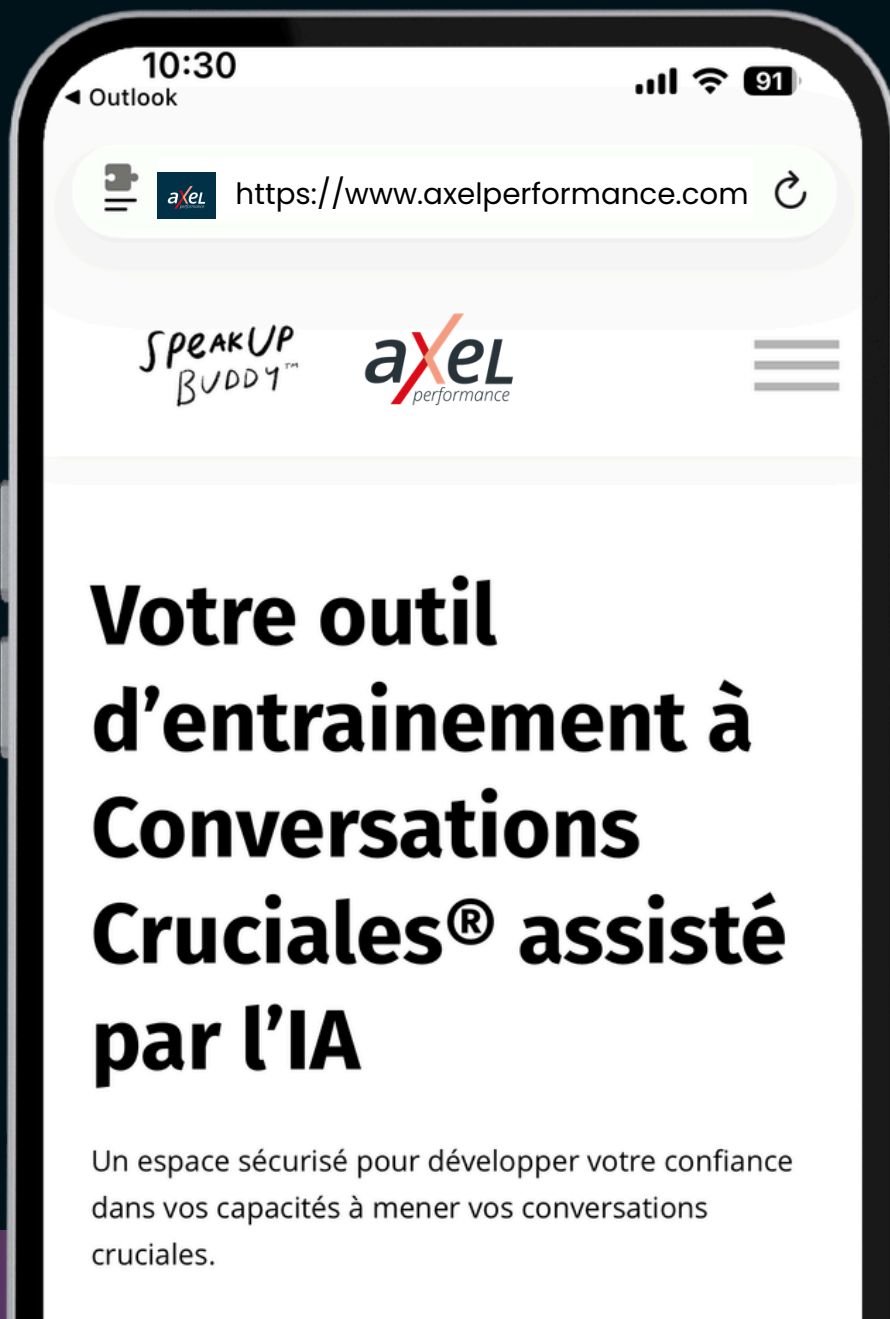 10:30
◀ Outlook
91
axel
https://www.axelperformance.com
SPEAKUP
BUDDY™
axel
performance
Votre outil
d’entrainement à
Conversations
Cruciales® assisté
par l’IA
Un espace sécurisé pour développer votre confiance
dans vos capacités à mener vos conversations
cruciales.